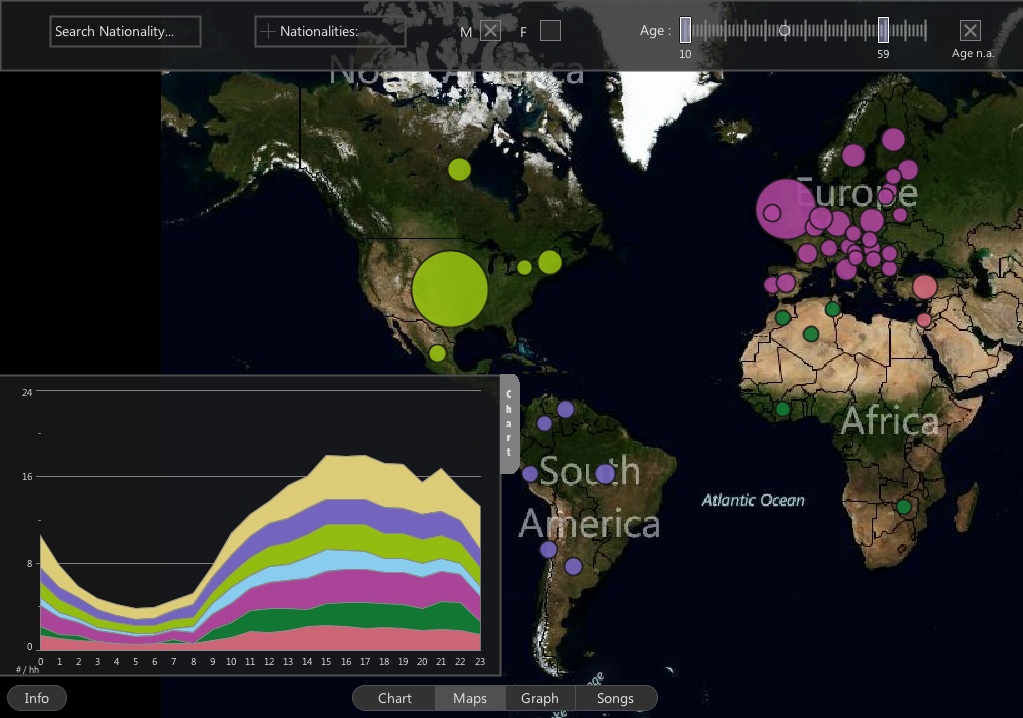 Search Nationality...
Nationalities:
M
F
Age :
10
59
Age n.a.
North America
Europe
Africa
South
America
Atlantic Ocean
Chart
24
16
8
0
0 1 2 3 4 5 6 7 8 9 10 11 12 13 14 15 16 17 18 19 20 21 22 23
# / hh
Info
Chart
Maps
Graph
Songs